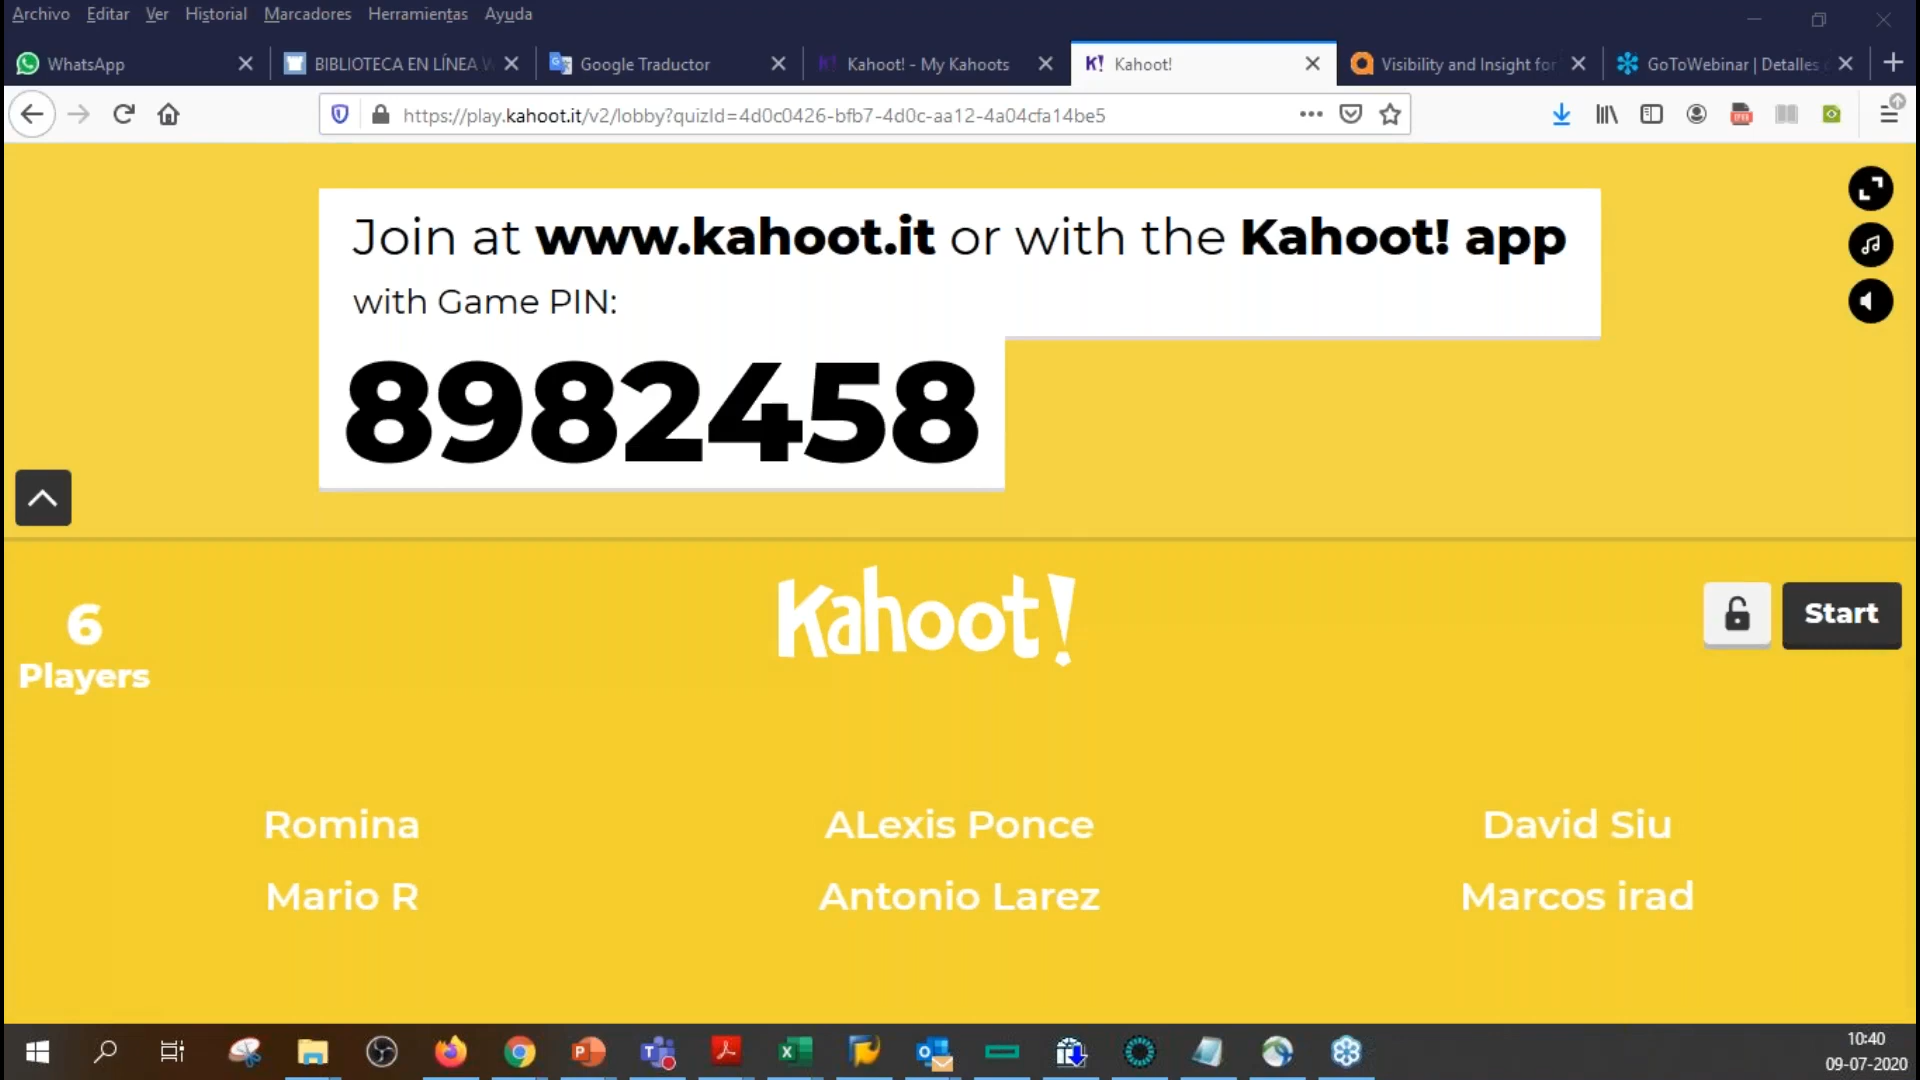 Archivo Editar Ver Historial Marcadores Herramientas Ayuda
WhatsApp
BIBLIOTECA EN LÍNEA
Google Traductor
Kahoot! - My Kahoots
Kahoot!
Visibility and Insight for
GoToWebinar | Detalles
https://play.kahoot.it/v2/lobby?quizId=4d0c0426-bfb7-4d0c-aa12-4a04cfa14be5
Join at www.kahoot.it or with the Kahoot! app
with Game PIN:
8982458
6
Players
Kahoot!
Start
Romina
ALexis Ponce
David Siu
Mario R
Antonio Larez
Marcos irad
10:40
09-07-2020